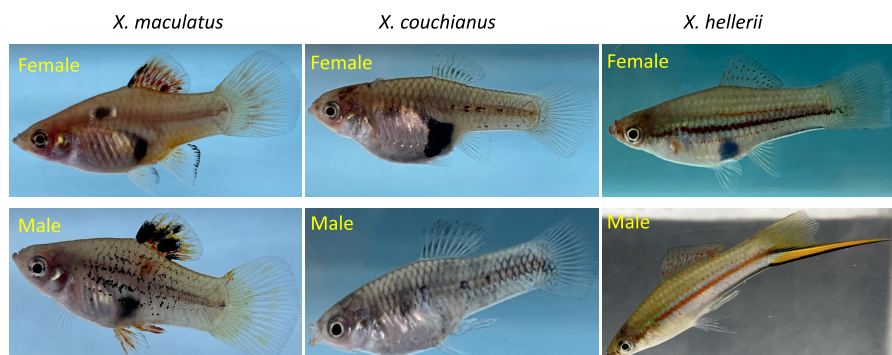 X. maculatus
X. couchianus
X. hellerii
Female
Female
Female
Male
Male
Male